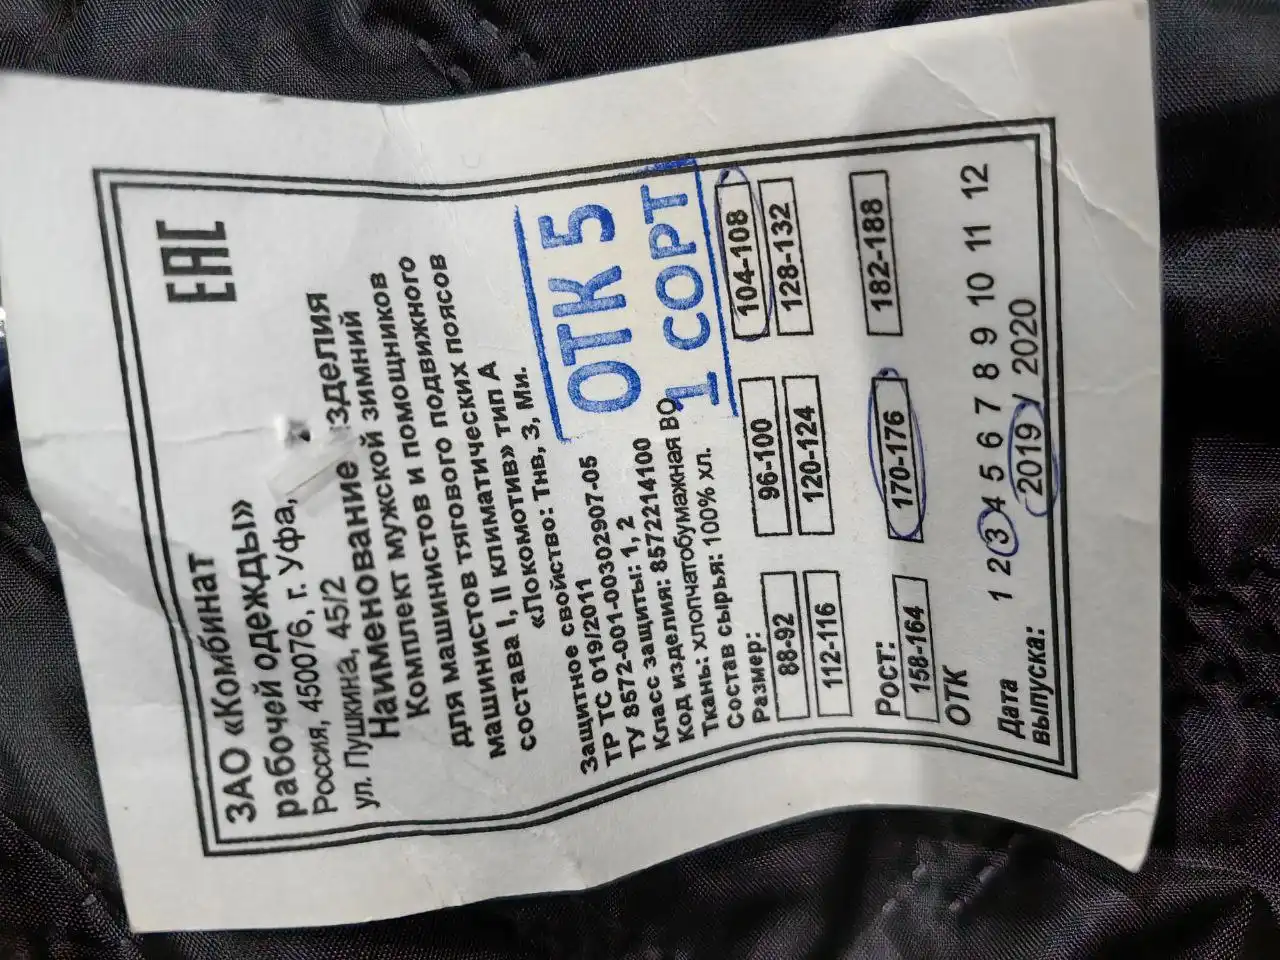 EAC
ЗАО «Комбинат
рабочей одежды»
Россия, 450076, г. Уфа,
ул. Пушкина, 45/2
Наименование зделия
Комплект мужской зимний
для машинистов и помощников
машинистов тягового подвижного
состава I, II климатических поясов
«Локомотив» тип А
Защитное свойство: Тнв, З, Ми.
ТР ТС 019/2011
ТУ 8572-001-00302907-05
Класс защиты: 1, 2
Код изделия: 8572214100
Ткань: хлопчатобумажная ВО
Состав сырья: 100% хл.
ОТК 5
1 СОРТ
Размер:
88-92 96-100 104-108
112-116 120-124 128-132
Рост:
158-164 170-176 182-188
ОТК
Дата 1 2 3 4 5 6 7 8 9 10 11 12
выпуска: 2019 / 2020